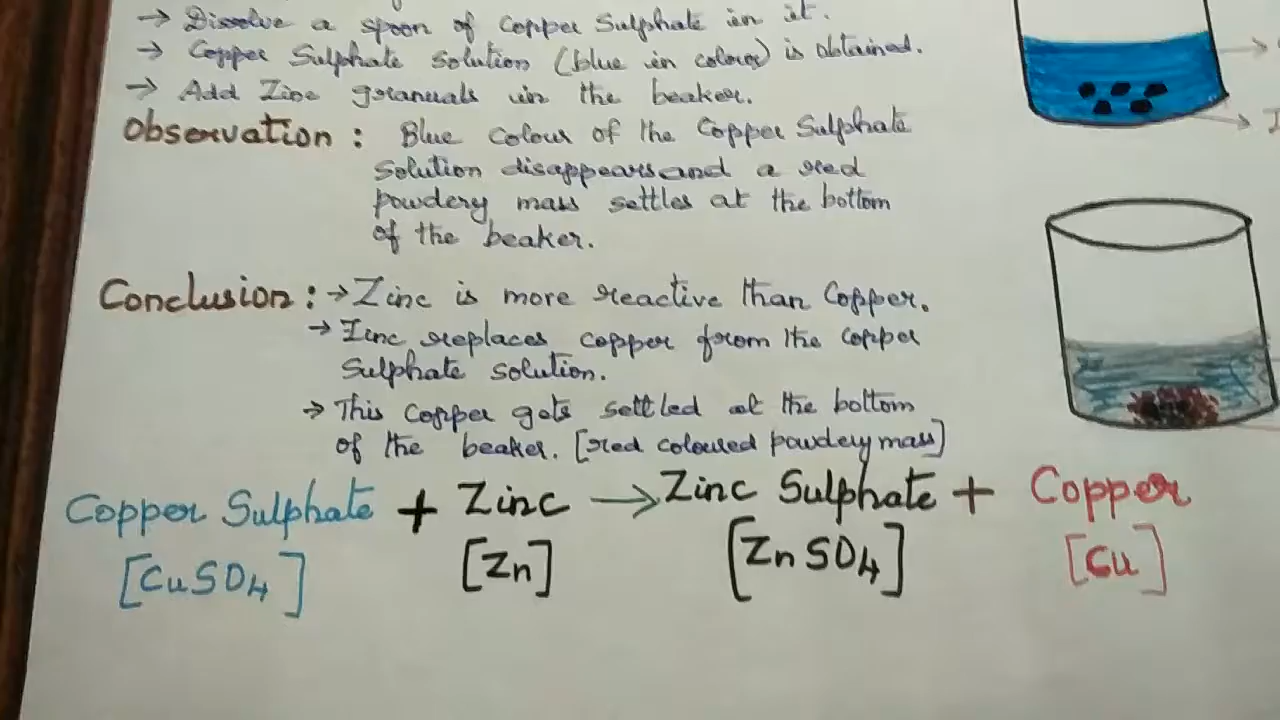 → Dissolve a spoon of Copper Sulphate in it.
→ Copper Sulphate solution (blue in colour) is obtained.
→ Add Zinc granuals in the beaker.
Observation : Blue colour of the Copper Sulphate
solution disappears and a red
powdery mass settles at the bottom
of the beaker.
Conclusion : → Zinc is more reactive than Copper.
→ Zinc replaces copper from the copper
Sulphate solution.
→ This Copper gets settled at the bottom
of the beaker. [red coloured powdery mass]
Copper Sulphate + Zinc → Zinc Sulphate + Copper
[CuSO4] [Zn] [ZnSO4] [Cu]